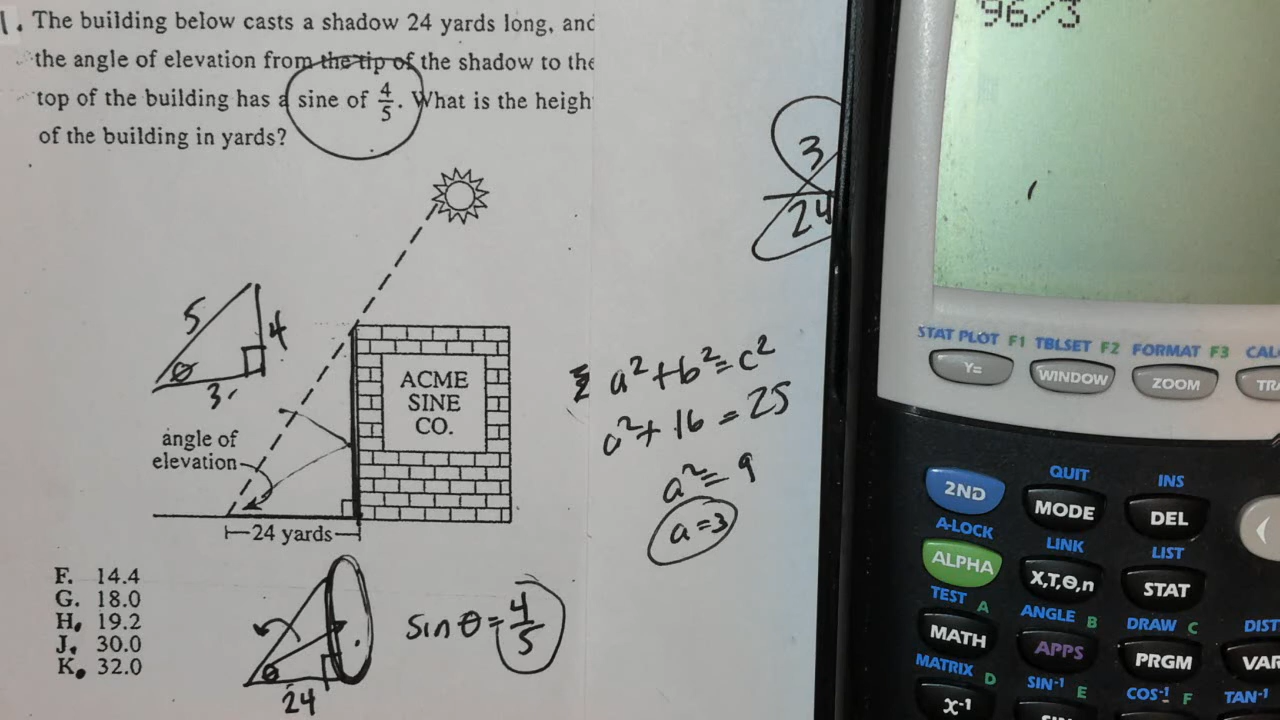 1. The building below casts a shadow 24 yards long, and
the angle of elevation from the tip of the shadow to the
top of the building has a sine of 4/5. What is the heigh
of the building in yards?
5
4
θ
3
angle of
elevation
ACME
SINE
CO.
24 yards
F. 14.4
G. 18.0
H. 19.2
J. 30.0
K. 32.0
θ
24
sin θ = 4/5
3
24
a² + b² = c²
a² + 16 = 25
a² = 9
a = 3
96/3
STAT PLOT F1 TBLSET F2 FORMAT F3 CAL
Y= WINDOW ZOOM TR
QUIT INS
2ND MODE DEL
A-LOCK LINK LIST
ALPHA X,T,θ,n STAT
TEST A ANGLE B DRAW C DIST
MATH APPS PRGM VAR
MATRIX D SIN⁻¹ E COS⁻¹ F TAN⁻¹
x⁻¹